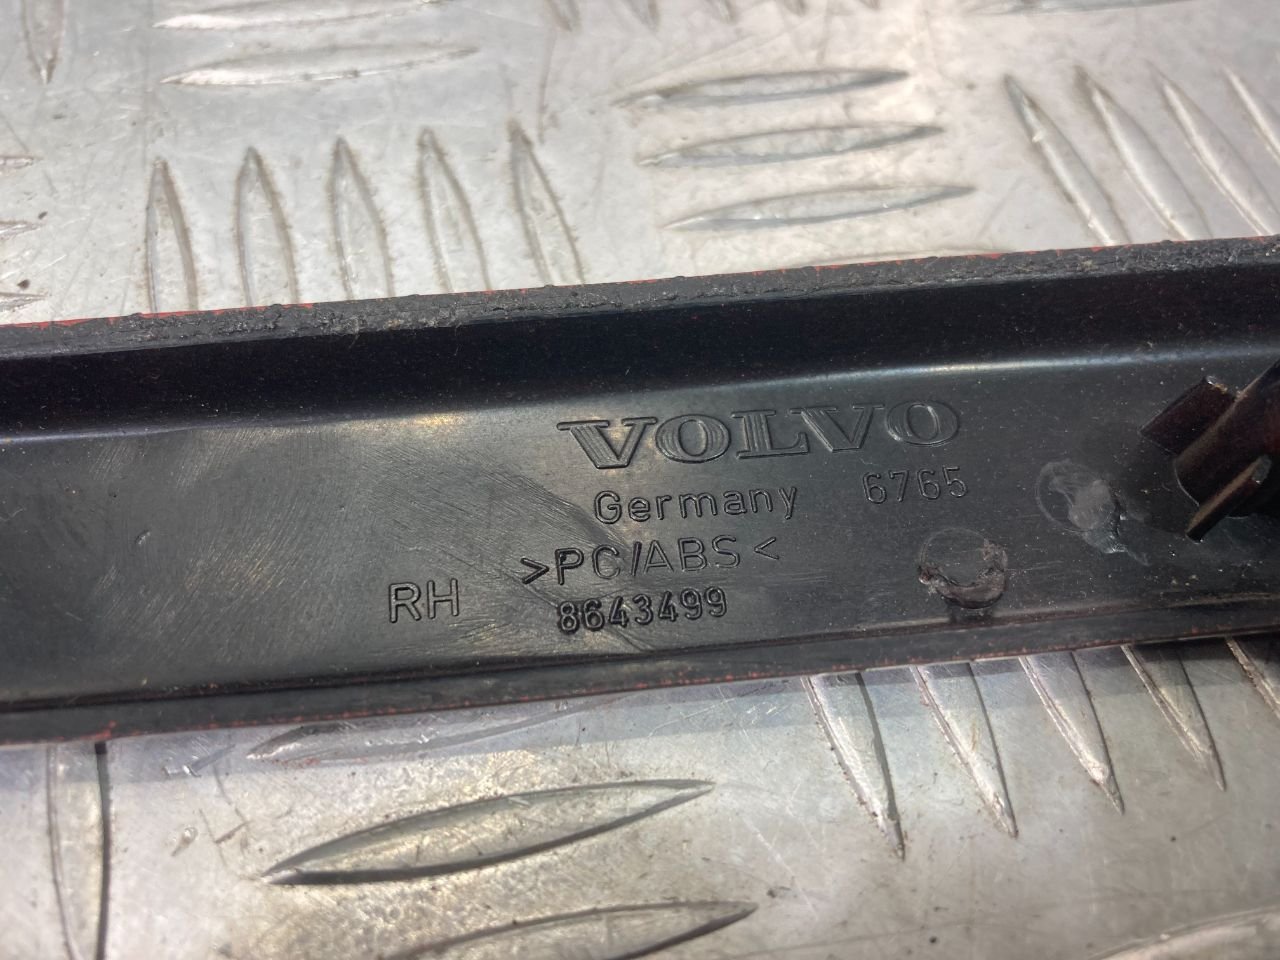 VOLVO
Germany 6765
>PC/ABS<
RH 8643499